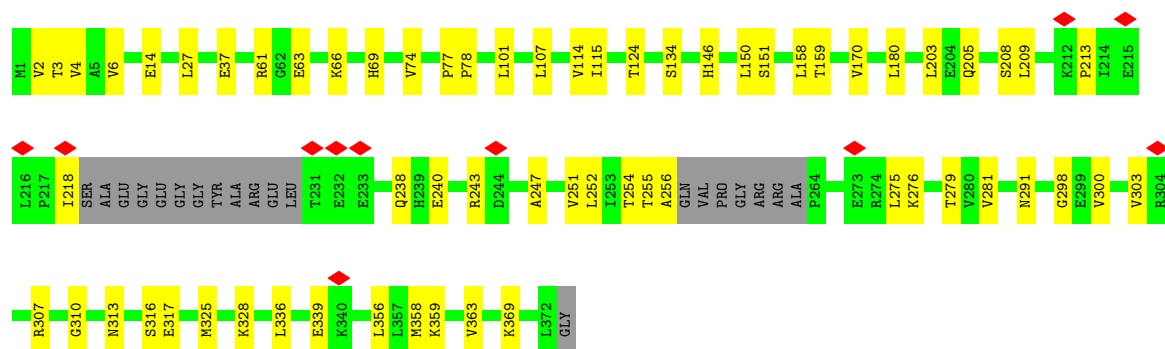 M1 V2 T3 V4 A5 V6 E14 L27 E37 R61 G62 E63 K66 H69 V74 P77 P78 L101 L107 V114 I115 T124 S134 H146 L150 S151 L158 T159 V170 L180 L203 E204 Q205 S208 L209 K212 P213 I214 E215
L216 P217 I218 SER ALA GLU GLY GLU GLY GLY TYR ALA ARG GLU LEU T231 E232 E233 Q238 H239 E240 R243 D244 A247 V251 L252 I253 T254 T255 A256 GLN VAL PRO GLY ARG ARG ALA P264 E273 R274 L275 K276 T279 V280 V281 N291 G298 E299 V300 V303 R304
R307 G310 N313 S316 E317 M325 K328 L336 E339 K340 L356 L357 M358 K359 V363 K369 L372 GLY